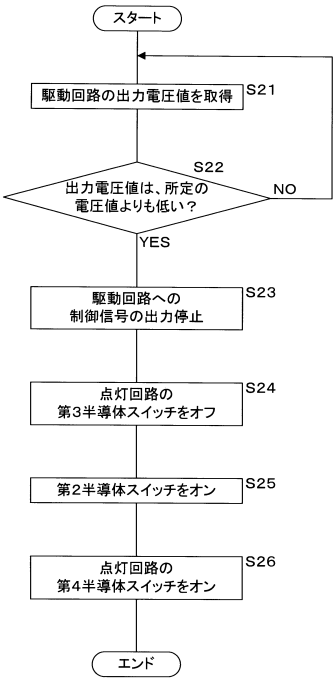 スタート
駆動回路の出力電圧値を取得
S21
S22
出力電圧値は、所定の
電圧値よりも低い？
NO
YES
駆動回路への
制御信号の出力停止
S23
点灯回路の
第3半導体スイッチをオフ
S24
第2半導体スイッチをオン
S25
点灯回路の
第4半導体スイッチをオン
S26
エンド